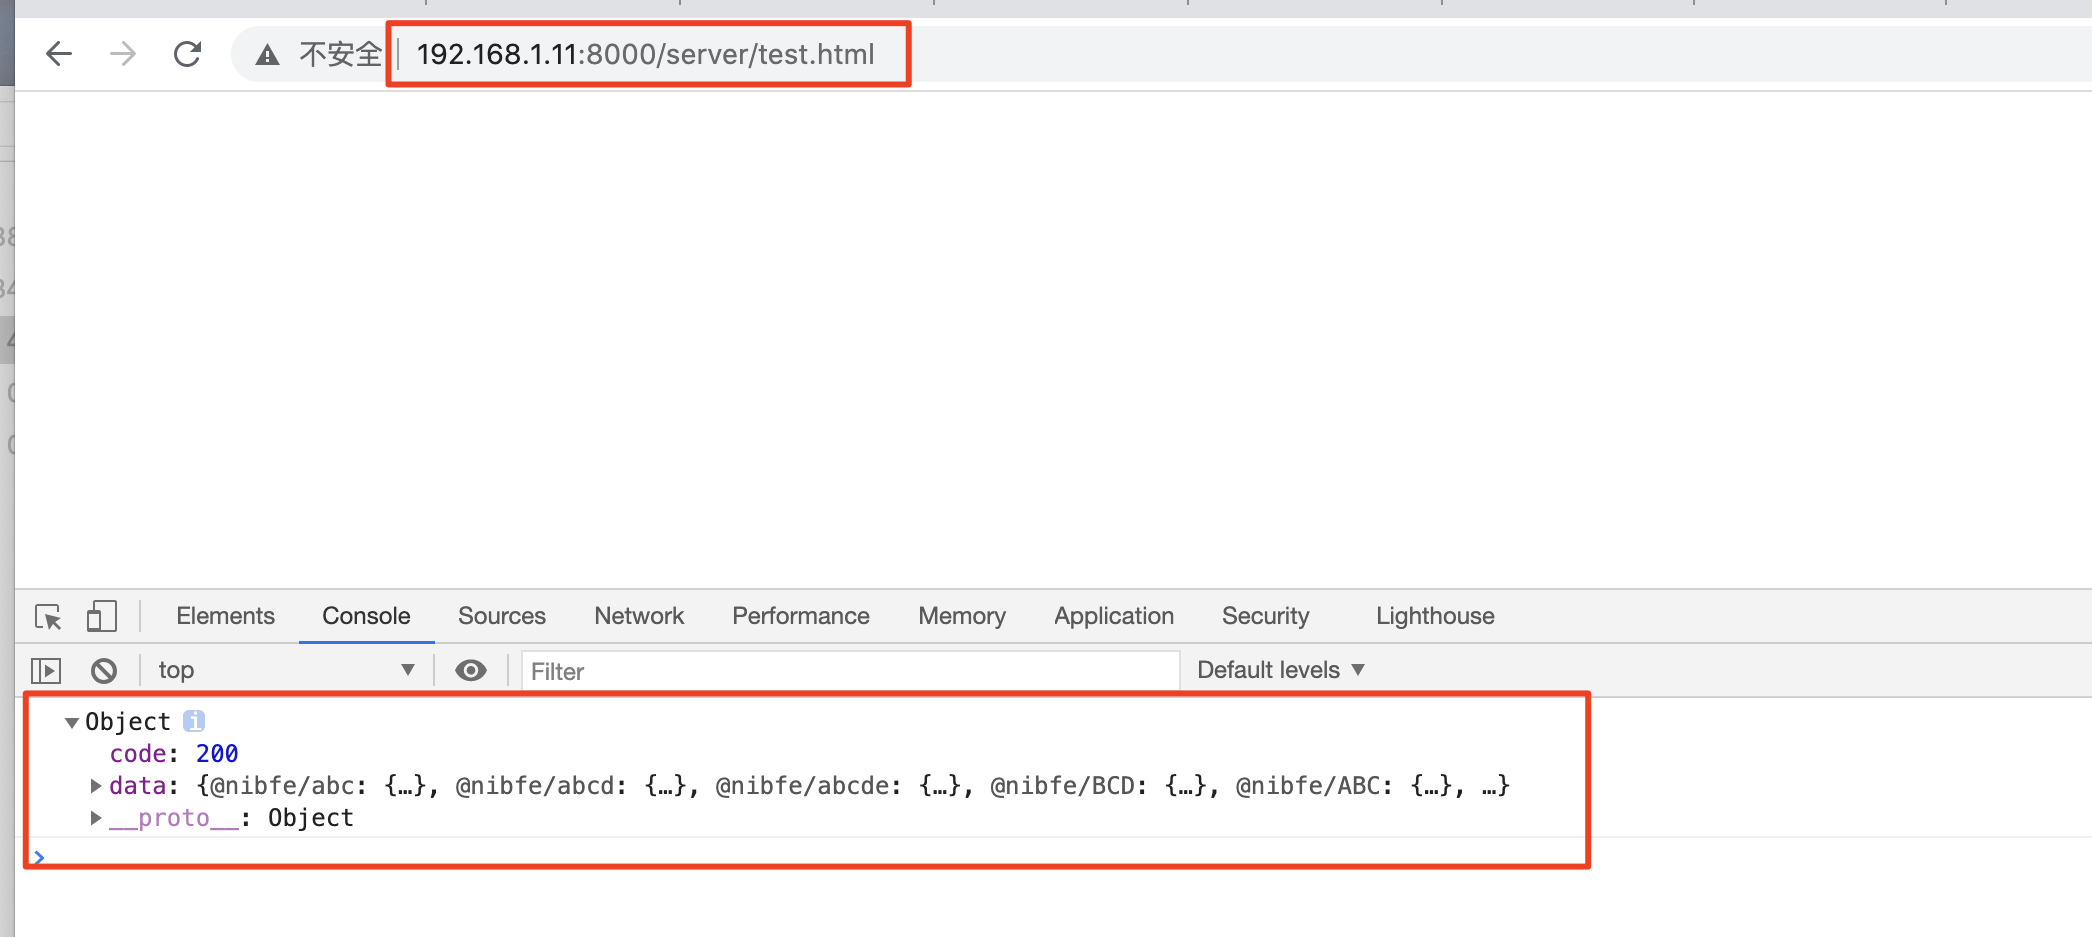 不安全 192.168.1.11:8000/server/test.html
Elements Console Sources Network Performance Memory Application Security Lighthouse
top ▼ Filter Default levels ▼
▼Object i
code: 200
▶data: {@nibfe/abc: {…}, @nibfe/abcd: {…}, @nibfe/abcde: {…}, @nibfe/BCD: {…}, @nibfe/ABC: {…}, …}
▶__proto__: Object